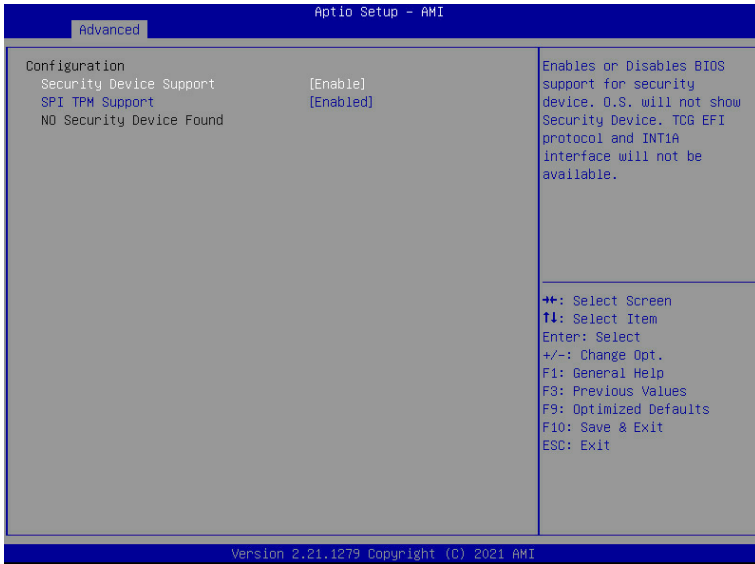 Aptio Setup – AMI
Advanced
Configuration
Security Device Support [Enable]
SPI TPM Support [Enabled]
NO Security Device Found
Enables or Disables BIOS
support for security
device. O.S. will not show
Security Device. TCG EFI
protocol and INT1A
interface will not be
available.
→←: Select Screen
↑↓: Select Item
Enter: Select
+/-: Change Opt.
F1: General Help
F3: Previous Values
F9: Optimized Defaults
F10: Save & Exit
ESC: Exit
Version 2.21.1279 Copyright (C) 2021 AMI